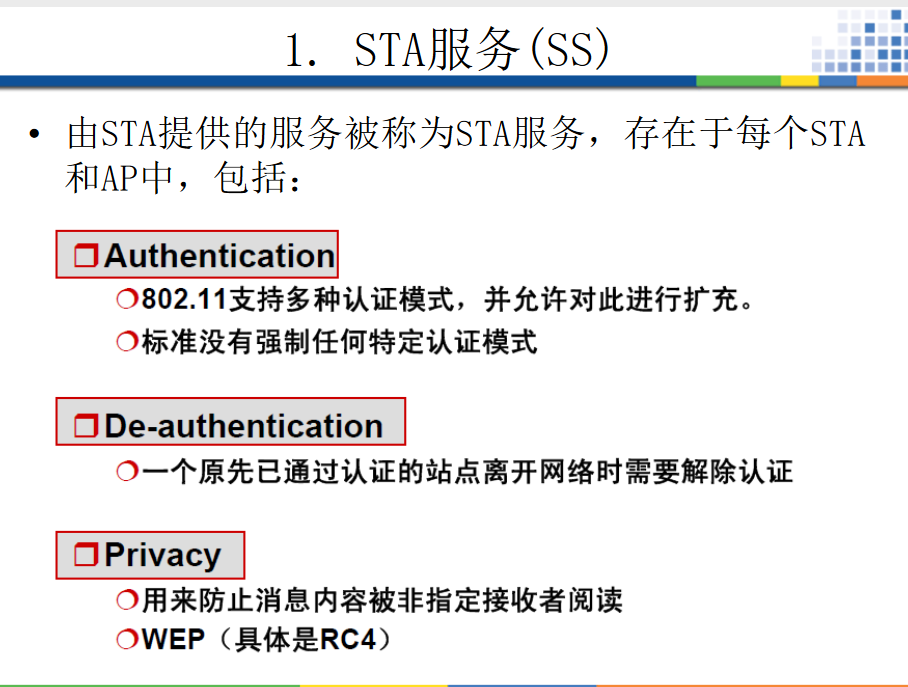 1. STA服务(SS)
• 由STA提供的服务被称为STA服务，存在于每个STA
和AP中，包括：
Authentication
802.11支持多种认证模式，并允许对此进行扩充。
标准没有强制任何特定认证模式
De-authentication
一个原先已通过认证的站点离开网络时需要解除认证
Privacy
用来防止消息内容被非指定接收者阅读
WEP（具体是RC4）